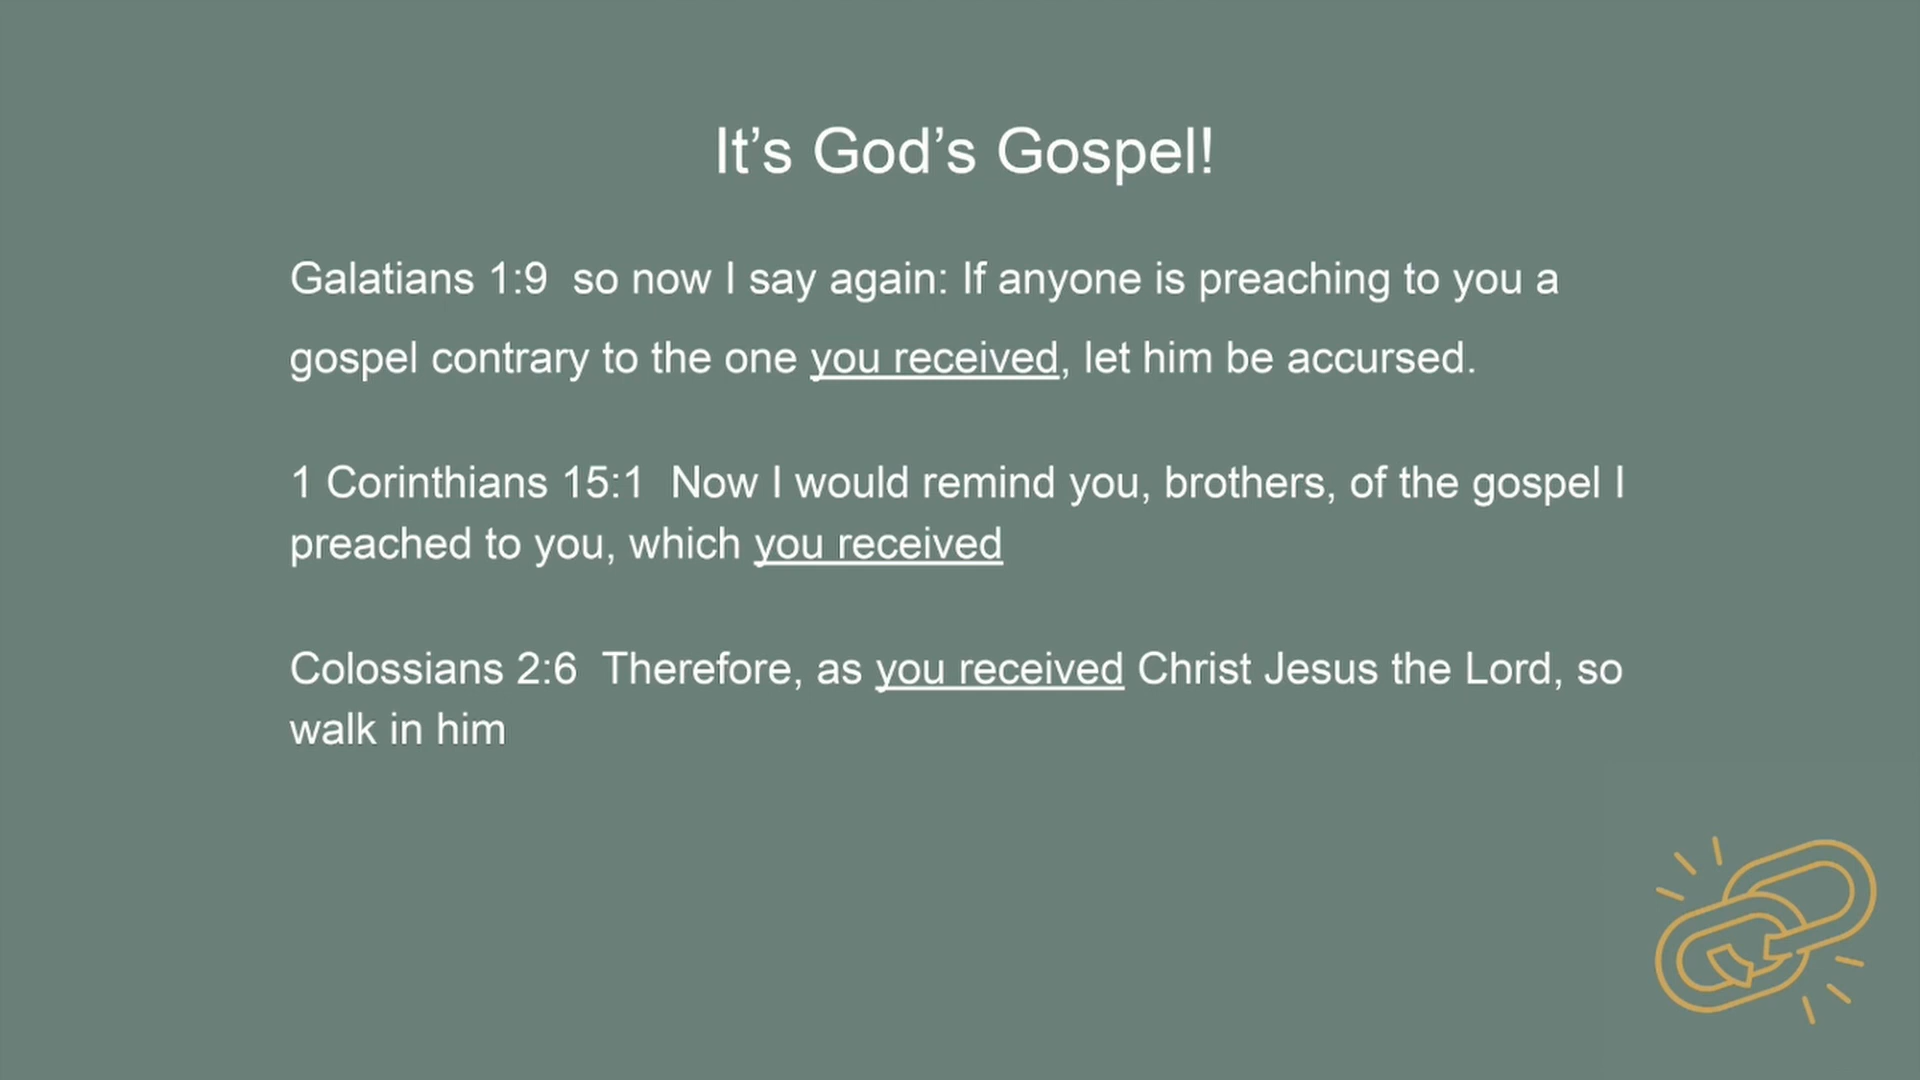 It’s God’s Gospel!
Galatians 1:9  so now I say again: If anyone is preaching to you a
gospel contrary to the one you received, let him be accursed.
1 Corinthians 15:1  Now I would remind you, brothers, of the gospel I
preached to you, which you received
Colossians 2:6  Therefore, as you received Christ Jesus the Lord, so
walk in him